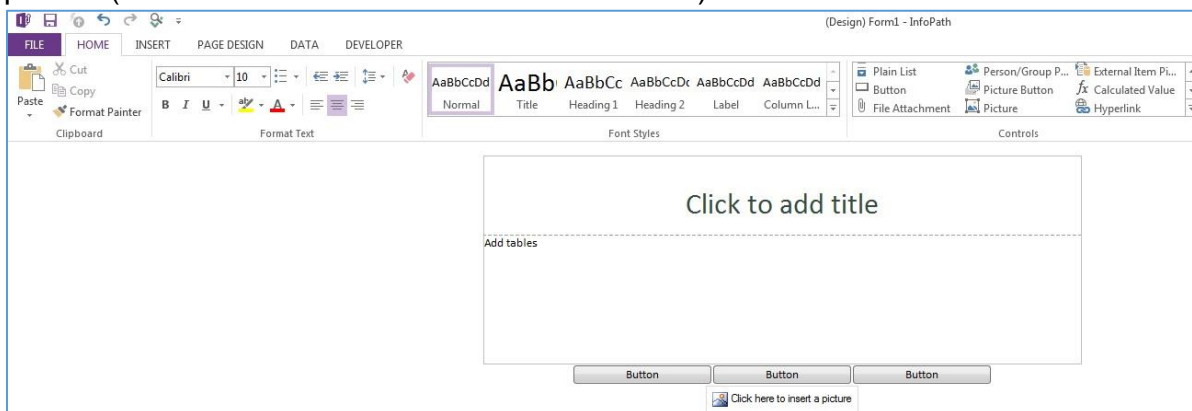 (Design) Form1 - InfoPath
FILE HOME INSERT PAGE DESIGN DATA DEVELOPER
Paste
Cut
Copy
Format Painter
Clipboard
Calibri 10
B I U
Format Text
AaBbCcDd AaBb AaBbCc AaBbCcDc AaBbCcDd AaBbCcDd
Normal Title Heading 1 Heading 2 Label Column L...
Font Styles
Plain List Person/Group P... External Item Pi...
Button Picture Button fx Calculated Value
File Attachment Picture Hyperlink
Controls
Click to add title
Add tables
Button Button Button
Click here to insert a picture